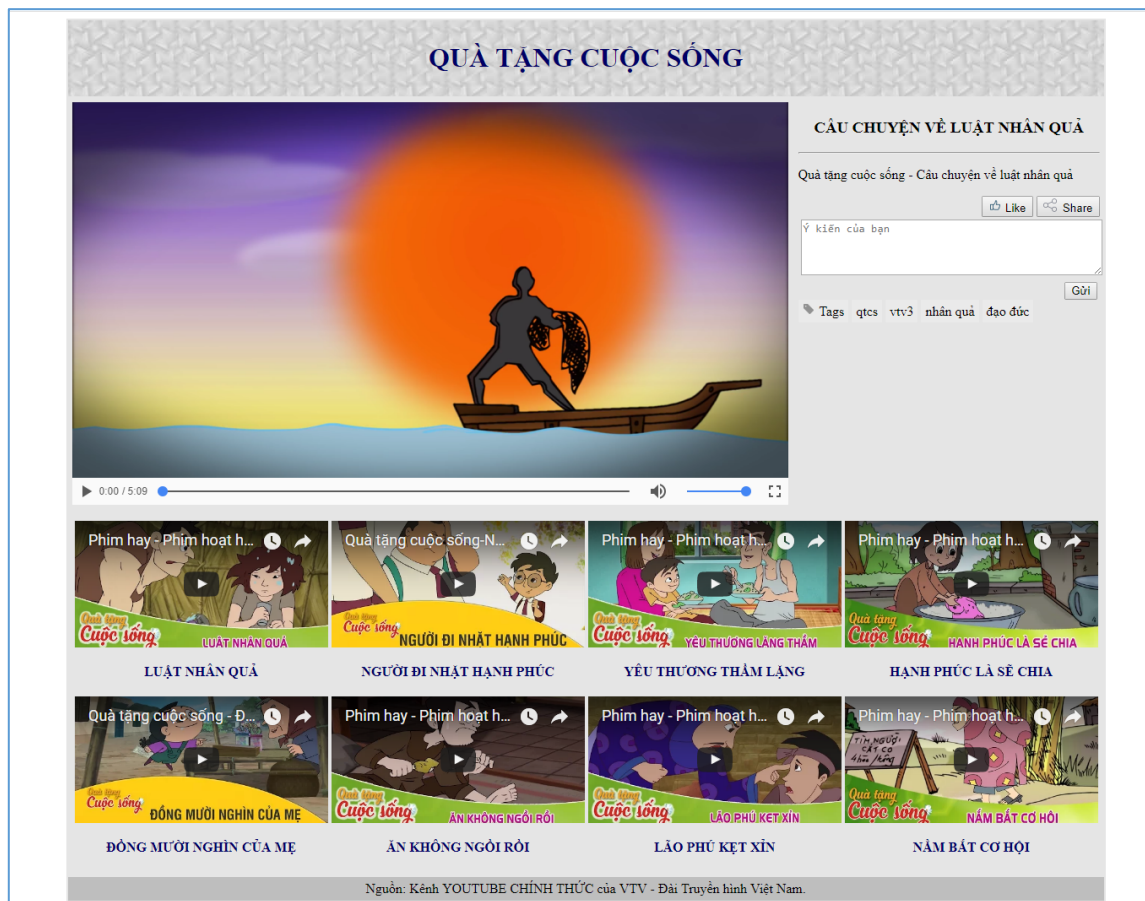 QUÀ TẶNG CUỘC SỐNG
CÂU CHUYỆN VỀ LUẬT NHÂN QUẢ
Quà tặng cuộc sống - Câu chuyện về luật nhân quả
Like Share
Ý kiến của bạn
Gửi
Tags qtcs vtv3 nhân quả đạo đức
0:00 / 5:09
Phim hay - Phim hoạt h...
Quà tặng Cuộc sống
LUẬT NHÂN QUẢ
Quà tặng cuộc sống-N...
Quà tặng Cuộc sống
NGƯỜI ĐI NHẶT HẠNH PHÚC
Phim hay - Phim hoạt h...
Quà tặng Cuộc sống
YÊU THƯƠNG LẶNG THẦM
Phim hay - Phim hoạt h...
Quà tặng Cuộc sống
HẠNH PHÚC LÀ SẺ CHIA
LUẬT NHÂN QUẢ
NGƯỜI ĐI NHẶT HẠNH PHÚC
YÊU THƯƠNG THẦM LẶNG
HẠNH PHÚC LÀ SẼ CHIA
Quà tặng cuộc sống - Đ...
Quà tặng Cuộc sống
ĐỒNG MƯỜI NGHÌN CỦA MẸ
Phim hay - Phim hoạt h...
Quà tặng Cuộc sống
ĂN KHÔNG NGỒI RỒI
Phim hay - Phim hoạt h...
Quà tặng Cuộc sống
LÃO PHÚ KẸT XỈN
Phim hay - Phim hoạt h...
TÌM NGƯỜI
CẮT CỎ
Quà tặng Cuộc sống
NẮM BẮT CƠ HỘI
ĐỒNG MƯỜI NGHÌN CỦA MẸ
ĂN KHÔNG NGỒI RỒI
LÃO PHÚ KẸT XỈN
NẮM BẮT CƠ HỘI
Nguồn: Kênh YOUTUBE CHÍNH THỨC của VTV - Đài Truyền hình Việt Nam.